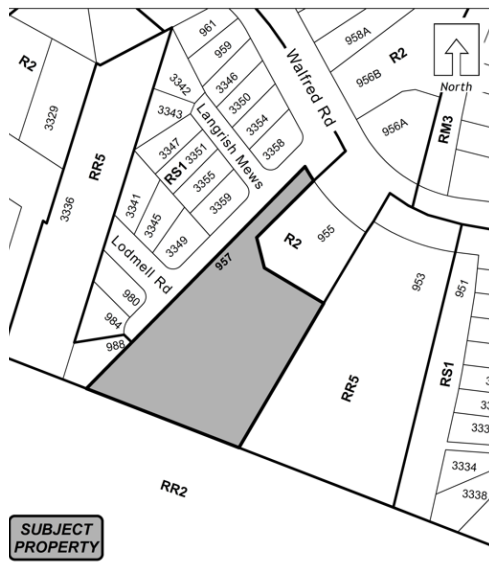 R2
3329
3336
RR5
961
959
3342
3343
3346
3350
3354
3358
Langrish Mews
3347
3351
RS1
3355
3359
3341
3345
3349
Lodmell Rd
980
984
988
Walfred Rd
958A
956B
R2
956A
RM3
North
957
R2
955
953
951
RR5
RS1
333
3334
3338
RR2
SUBJECT
PROPERTY